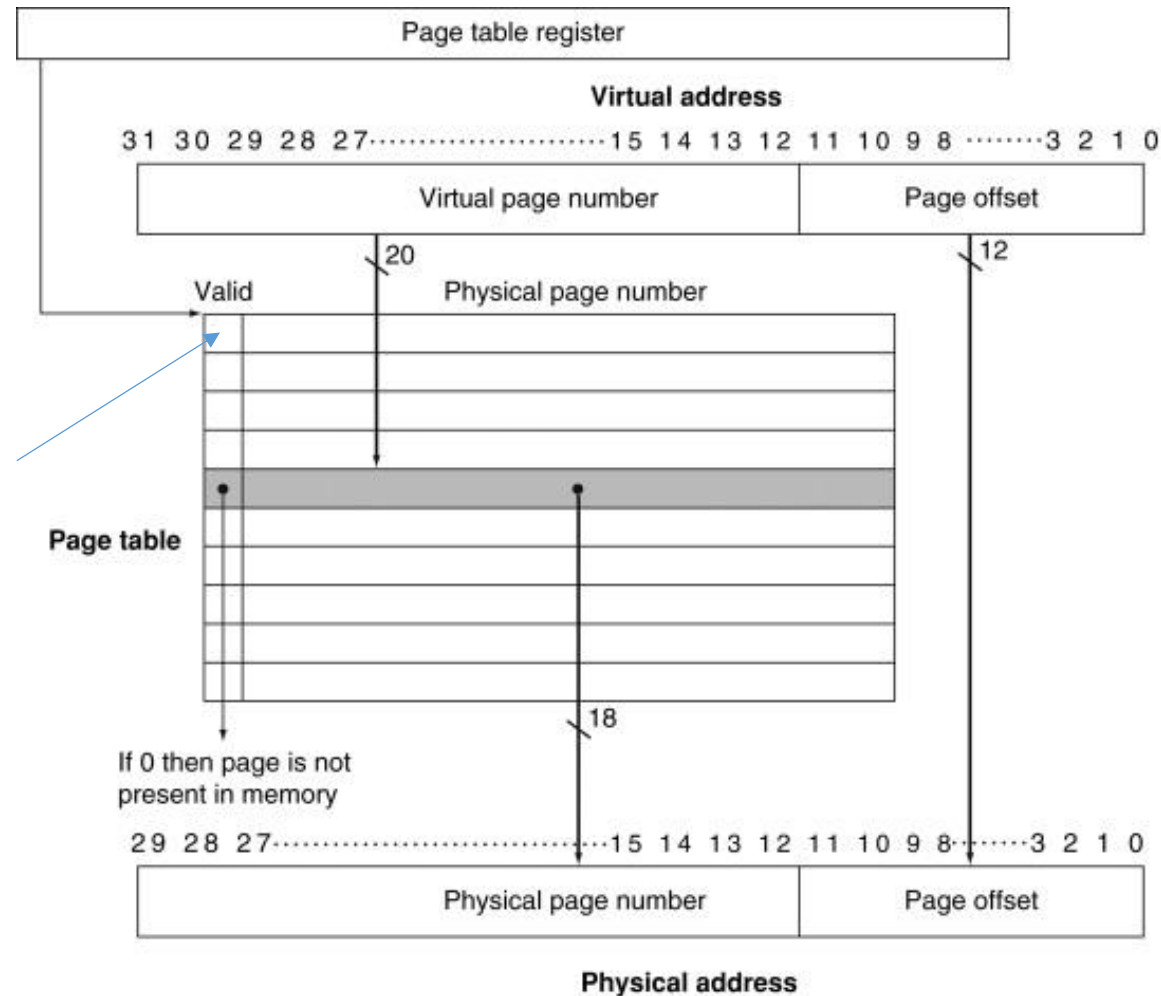 Page table register
Virtual address
31 30 29 28 27························15 14 13 12 11 10 9 8 ········3 2 1 0
Virtual page number Page offset
20 12
Valid Physical page number
Page table
18
If 0 then page is not
present in memory
29 28 27··································15 14 13 12 11 10 9 8········3 2 1 0
Physical page number Page offset
Physical address